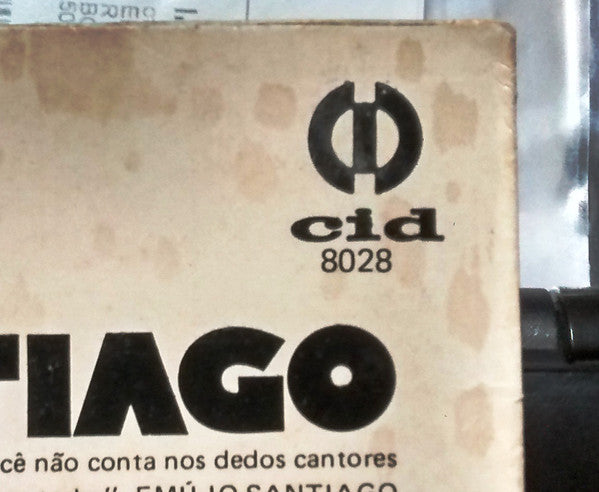 cid
8028
TIAGO
cê não conta nos dedos cantores
EMÍLIO SANTIAGO